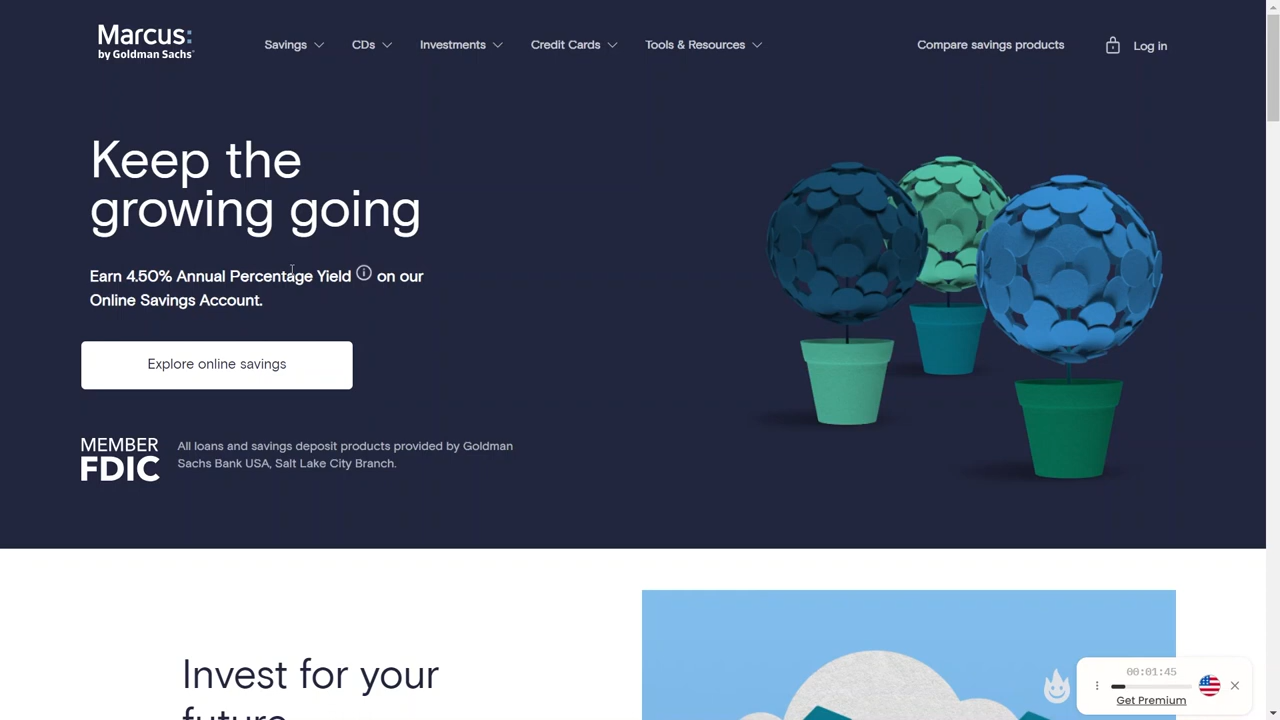 Marcus:
by Goldman Sachs®
Savings
CDs
Investments
Credit Cards
Tools & Resources
Compare savings products
Log in
Keep the
growing going
Earn 4.50% Annual Percentage Yield on our
Online Savings Account.
Explore online savings
MEMBER
FDIC
All loans and savings deposit products provided by Goldman
Sachs Bank USA, Salt Lake City Branch.
Invest for your
future
00:01:45
Get Premium